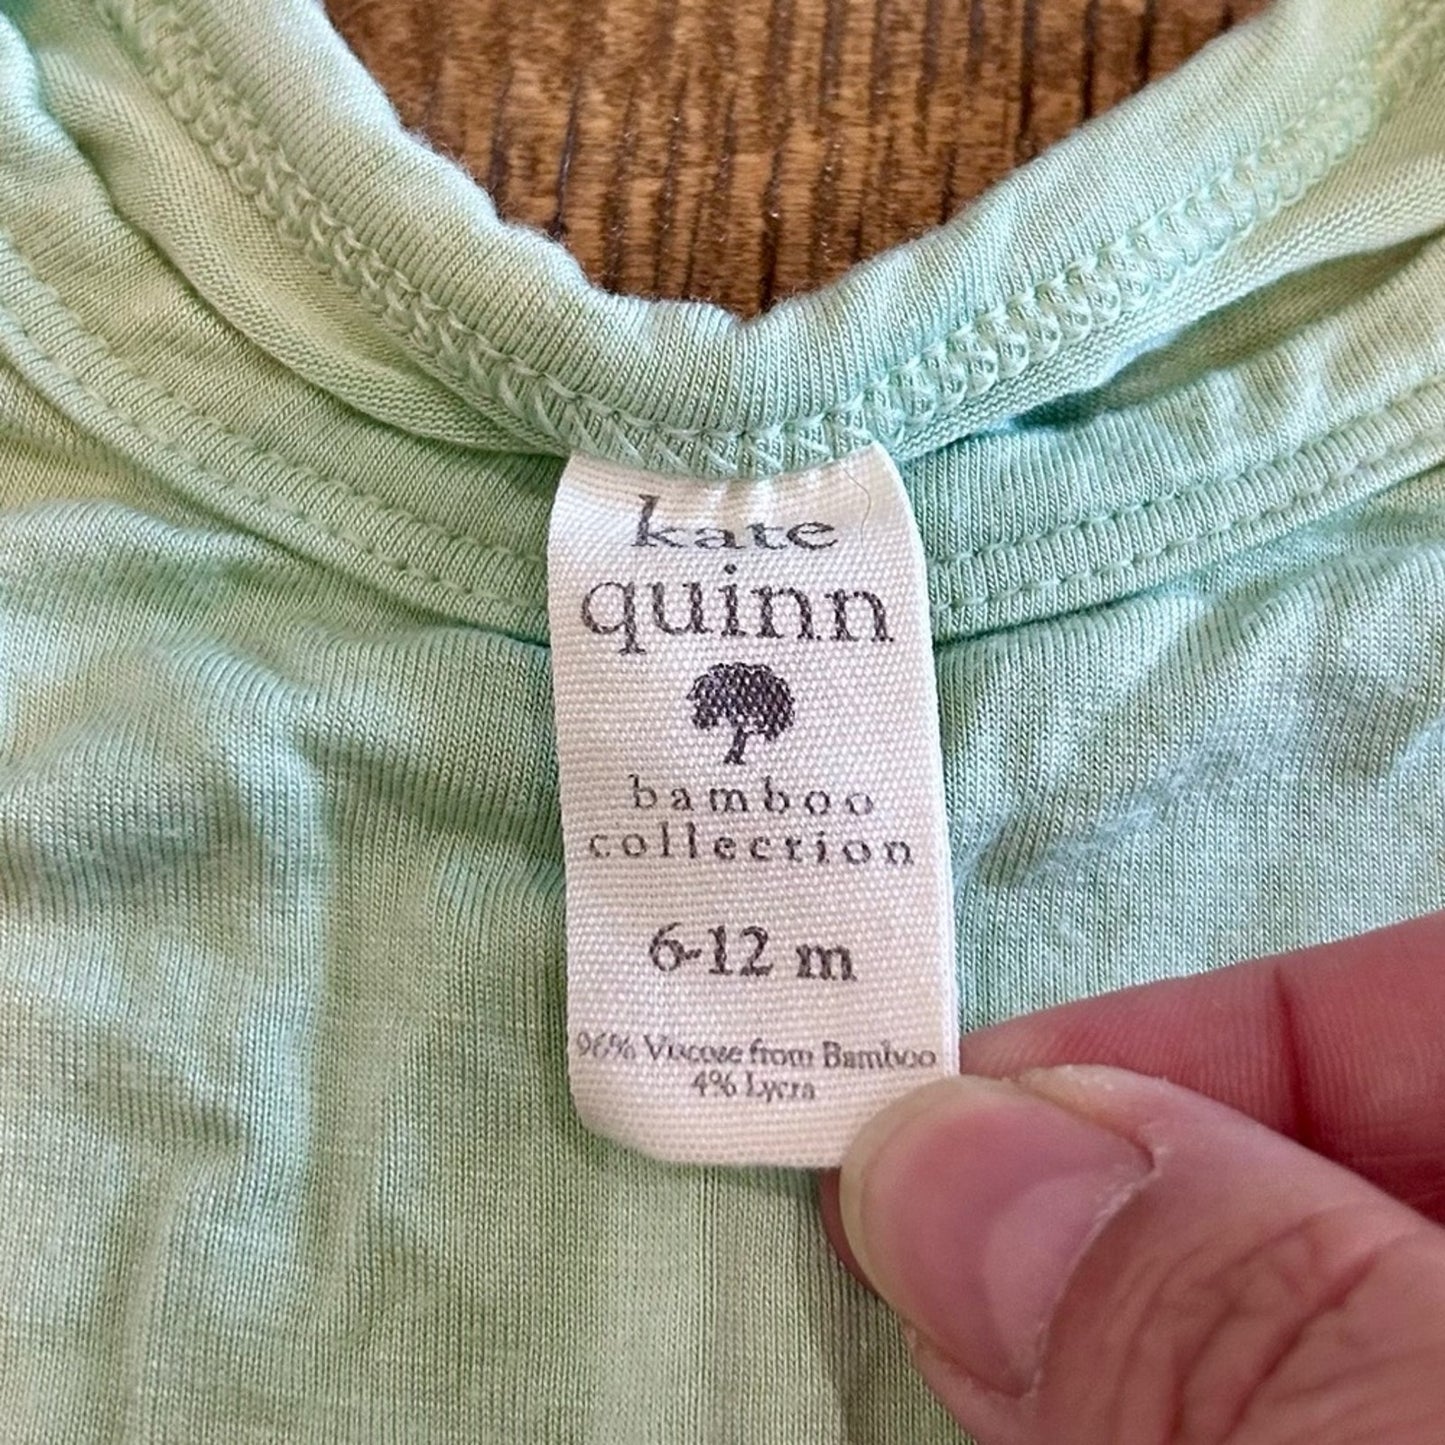 kate
quinn
bamboo
collection
6-12 m
96% Viscose from Bamboo
4% Lycra